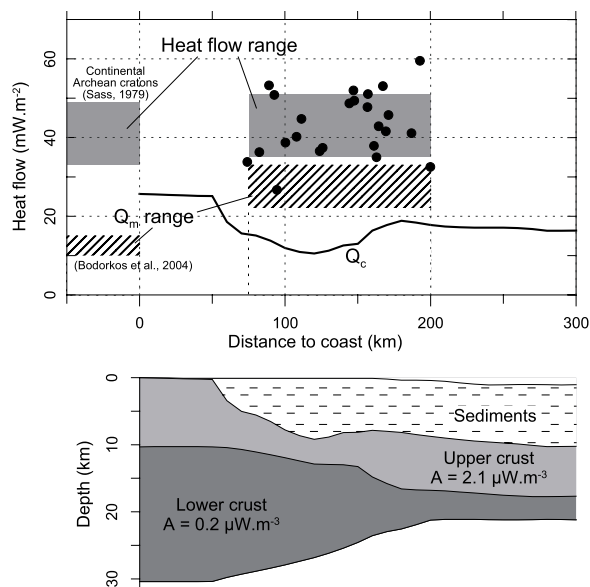 Heat flow range
Continental
Archean cratons
(Sass, 1979)
60
40
20
0
Heat flow (mW.m-2)
Qm range
(Bodorkos et al., 2004)
Qc
0
100
200
300
Distance to coast (km)
0
10
20
30
Depth (km)
Sediments
Upper crust
A = 2.1 µW.m-3
Lower crust
A = 0.2 µW.m-3